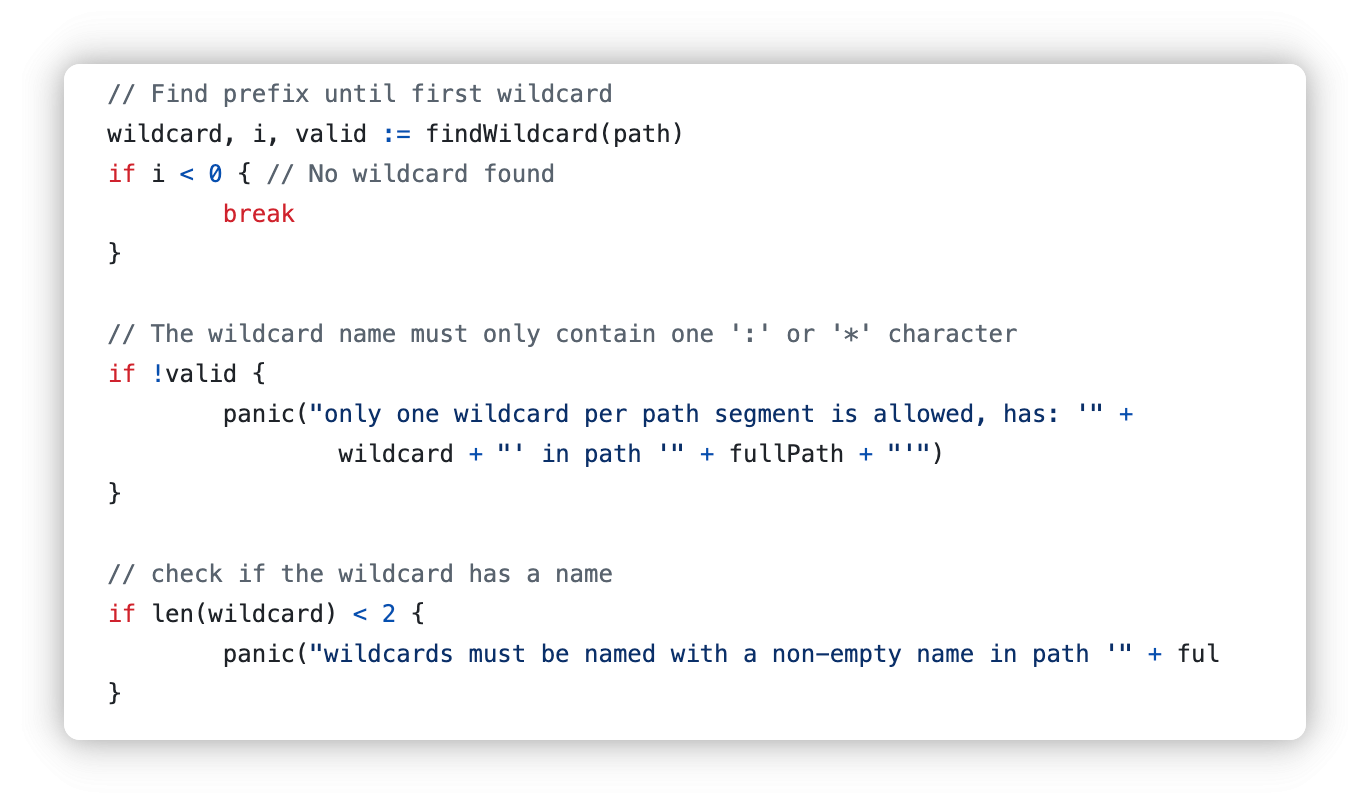 // Find prefix until first wildcard
wildcard, i, valid := findWildcard(path)
if i < 0 { // No wildcard found
        break
}

// The wildcard name must only contain one ':' or '*' character
if !valid {
        panic("only one wildcard per path segment is allowed, has: '" +
                wildcard + "' in path '" + fullPath + "'")
}

// check if the wildcard has a name
if len(wildcard) < 2 {
        panic("wildcards must be named with a non-empty name in path '" + ful
}